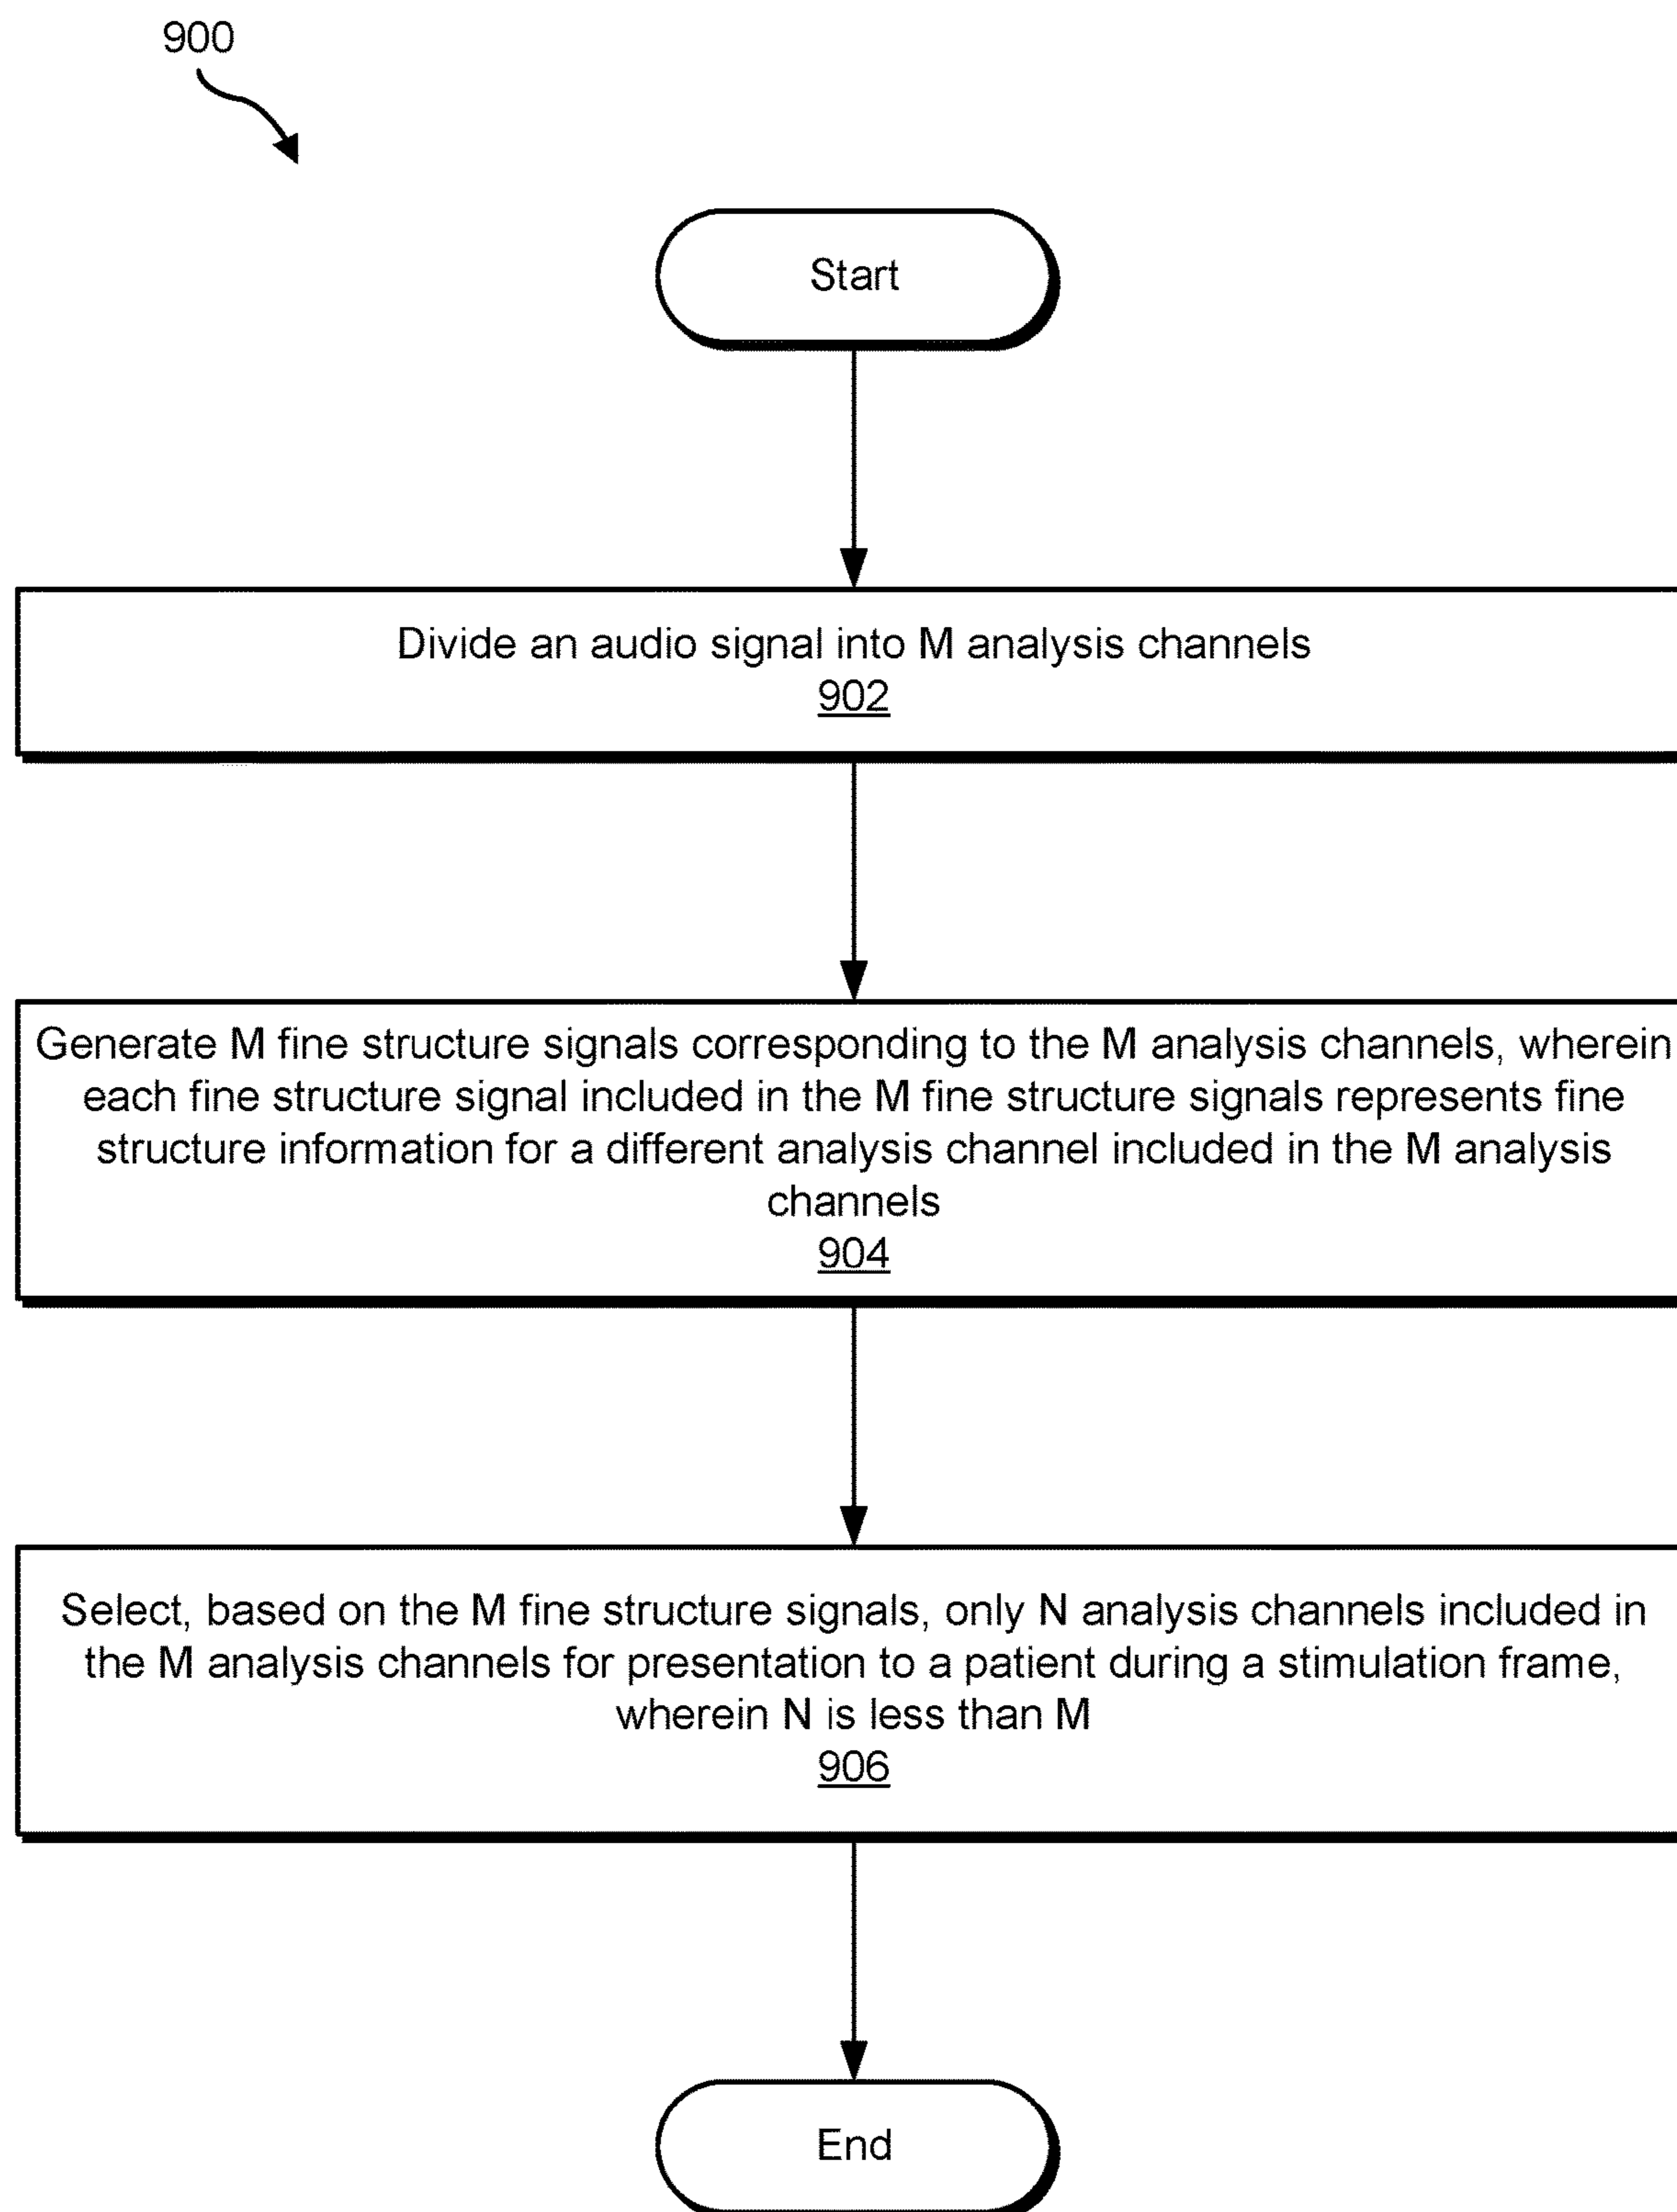 900
Start
Divide an audio signal into M analysis channels
902
Generate M fine structure signals corresponding to the M analysis channels, wherein
each fine structure signal included in the M fine structure signals represents fine
structure information for a different analysis channel included in the M analysis
channels
904
Select, based on the M fine structure signals, only N analysis channels included in
the M analysis channels for presentation to a patient during a stimulation frame,
wherein N is less than M
906
End